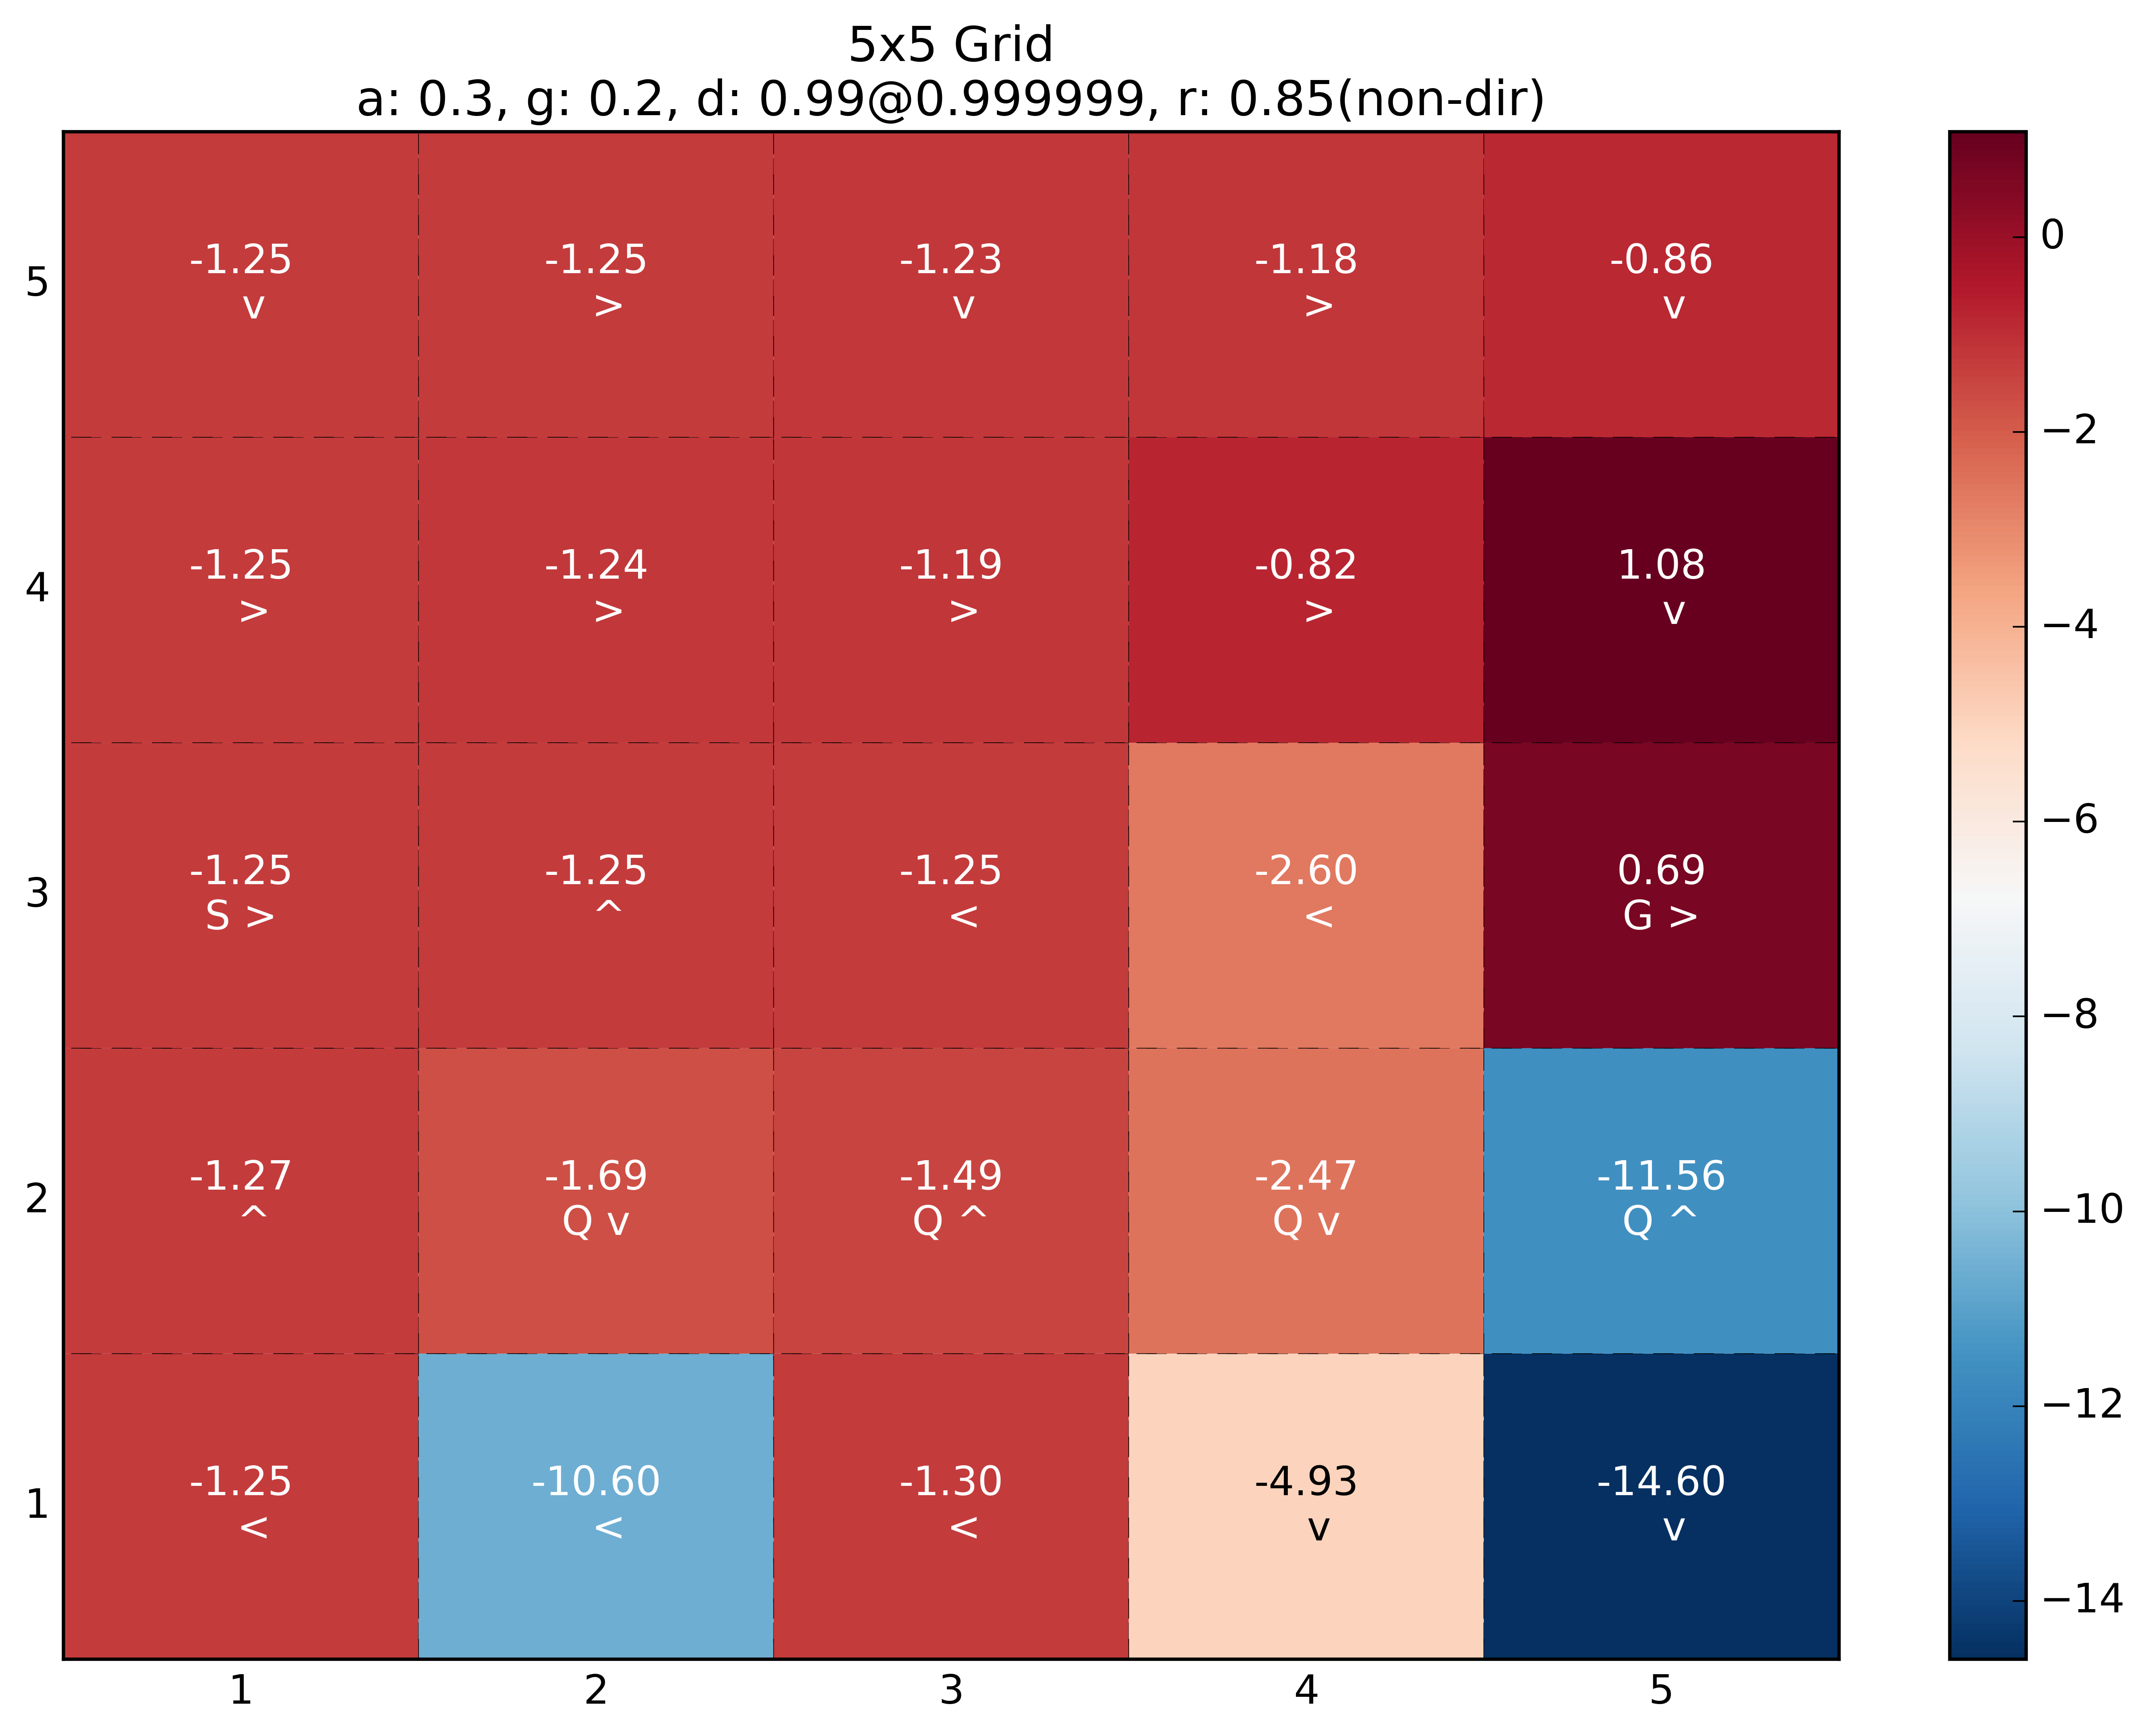 5x5 Grid
a: 0.3, g: 0.2, d: 0.99@0.999999, r: 0.85(non-dir)
5
-1.25 -1.25 -1.23 -1.18 -0.86
v > v > v
4
-1.25 -1.24 -1.19 -0.82 1.08
> > > > v
3
-1.25 -1.25 -1.25 -2.60 0.69
S > ^ < < G >
2
-1.27 -1.69 -1.49 -2.47 -11.56
^ Q v Q ^ Q v Q ^
1
-1.25 -10.60 -1.30 -4.93 -14.60
< < < v v
1 2 3 4 5
0
−2
−4
−6
−8
−10
−12
−14